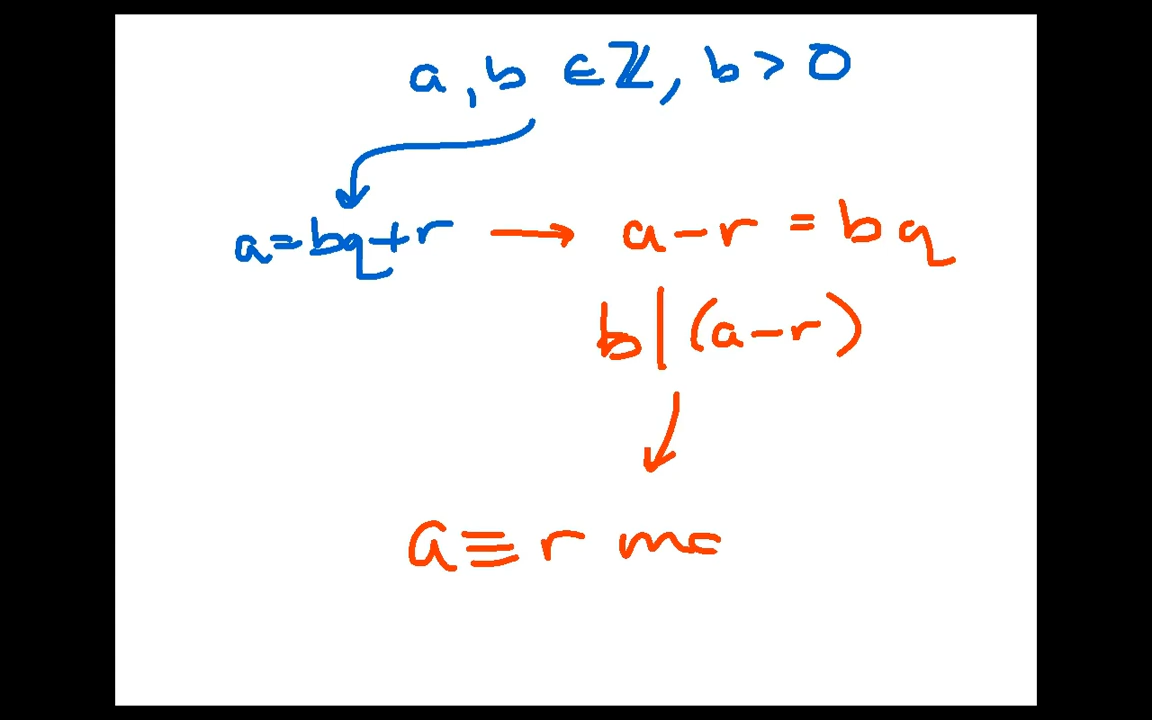 a, b ∈ ℤ, b > 0
a = bq + r → a - r = bq
b | (a - r)
a ≡ r mo